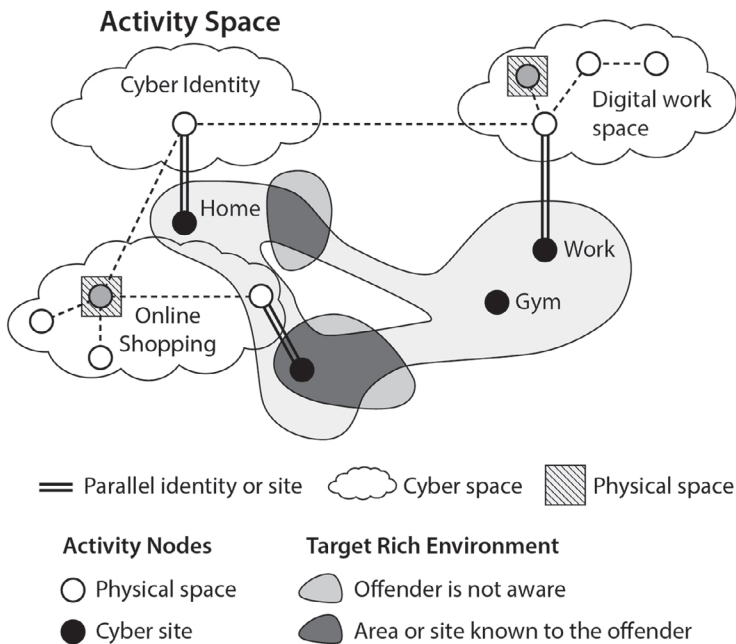 Activity Space
Cyber Identity
Digital work
space
Home
Work
Gym
Online
Shopping
Parallel identity or site
Cyber space
Physical space
Activity Nodes
Target Rich Environment
Physical space
Offender is not aware
Cyber site
Area or site known to the offender